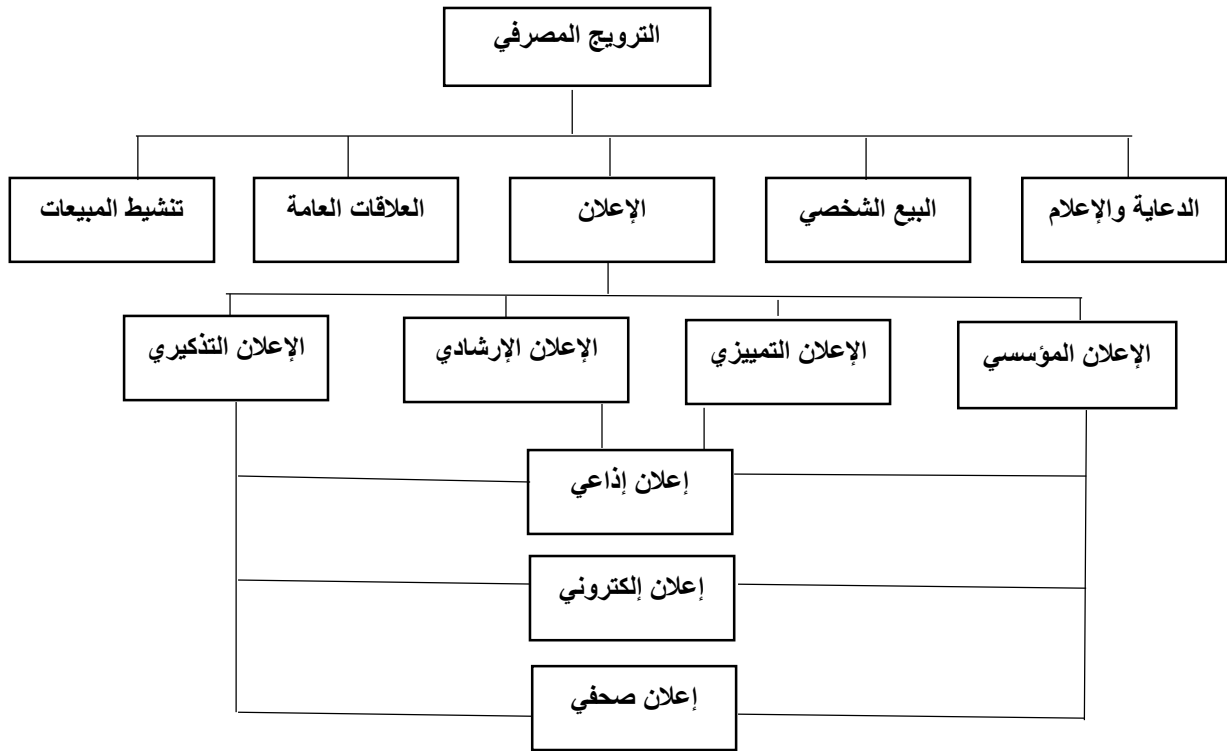 الترويج المصرفي
الدعاية والإعلام
البيع الشخصي
الإعلان
العلاقات العامة
تنشيط المبيعات
الإعلان المؤسسي
الإعلان التمييزي
الإعلان الإرشادي
الإعلان التذكيري
إعلان إذاعي
إعلان إلكتروني
إعلان صحفي